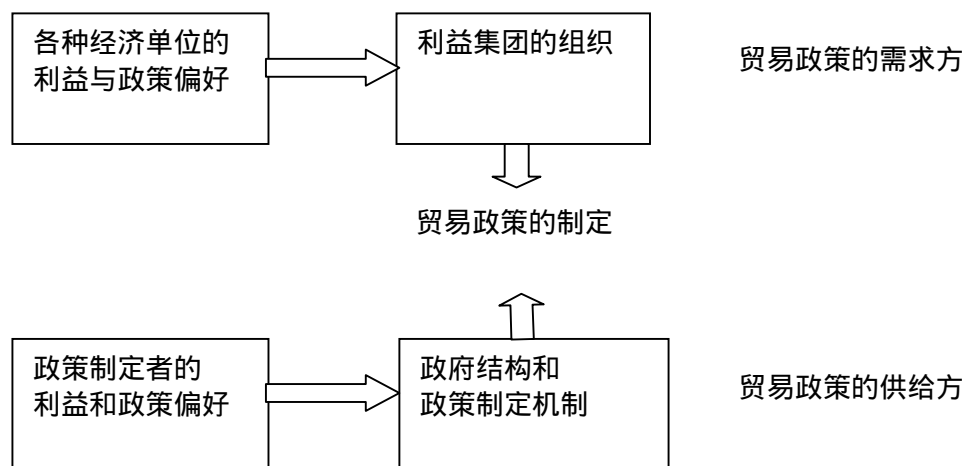 各种经济单位的
利益与政策偏好
利益集团的组织
贸易政策的需求方
贸易政策的制定
政策制定者的
利益和政策偏好
政府结构和
政策制定机制
贸易政策的供给方